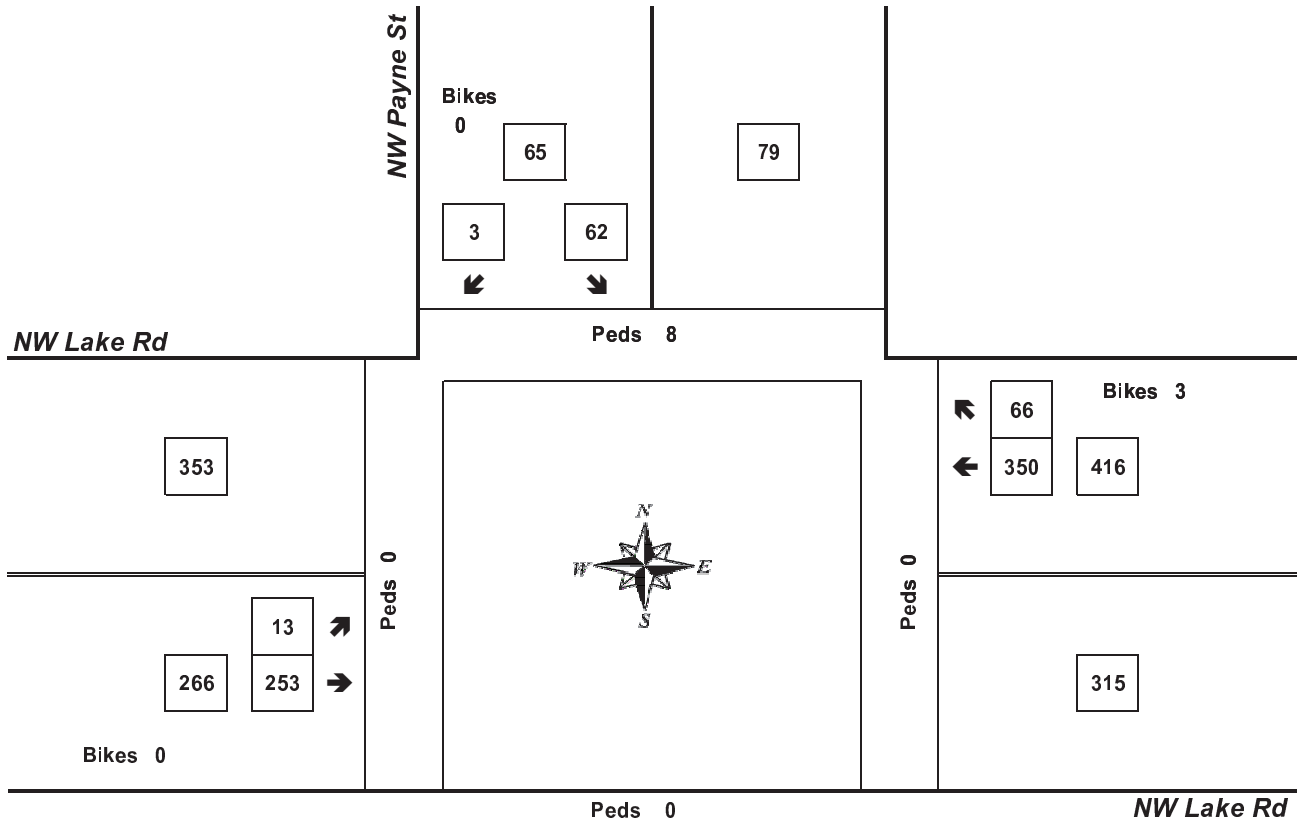 NW Payne St
Bikes
0
65
79
3
62
Peds 8
NW Lake Rd
Bikes 3
66
353
350
416
N
W
E
S
Peds 0
Peds 0
13
266
253
315
Bikes 0
Peds 0
NW Lake Rd